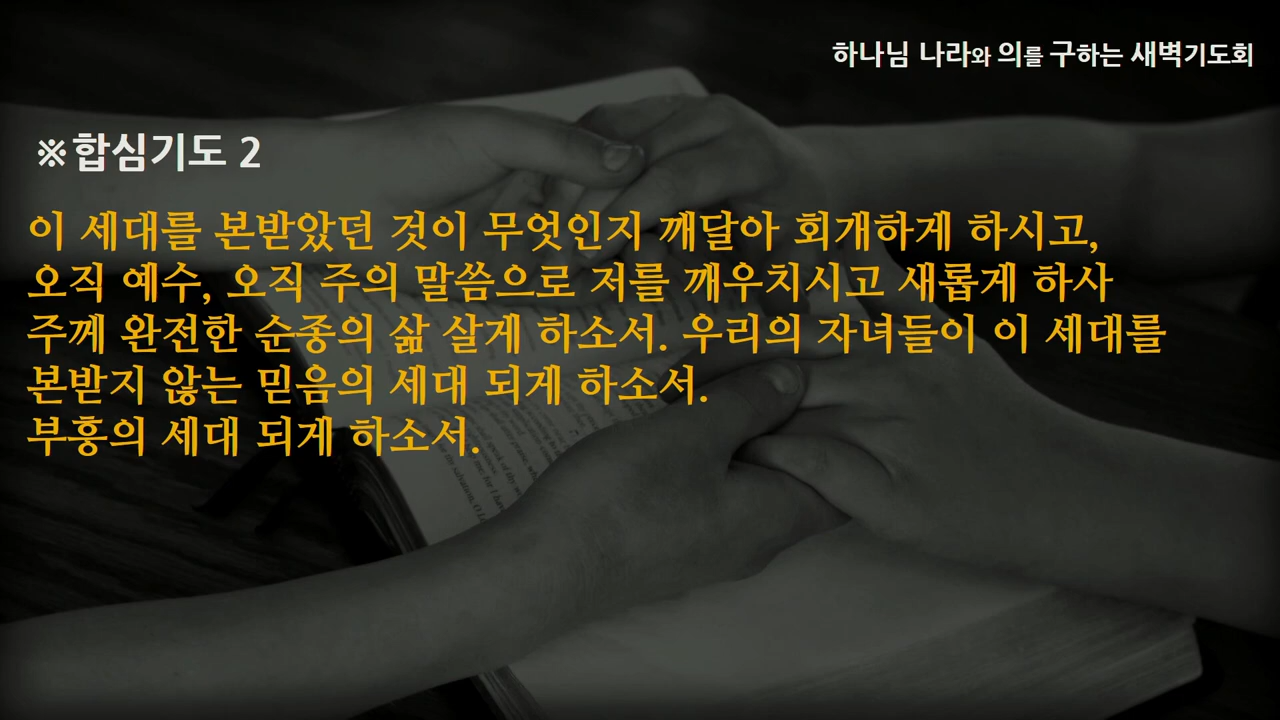 하나님 나라와 의를 구하는 새벽기도회
※합심기도 2
이 세대를 본받았던 것이 무엇인지 깨달아 회개하게 하시고,
오직 예수, 오직 주의 말씀으로 저를 깨우치시고 새롭게 하사
주께 완전한 순종의 삶 살게 하소서. 우리의 자녀들이 이 세대를
본받지 않는 믿음의 세대 되게 하소서.
부흥의 세대 되게 하소서.